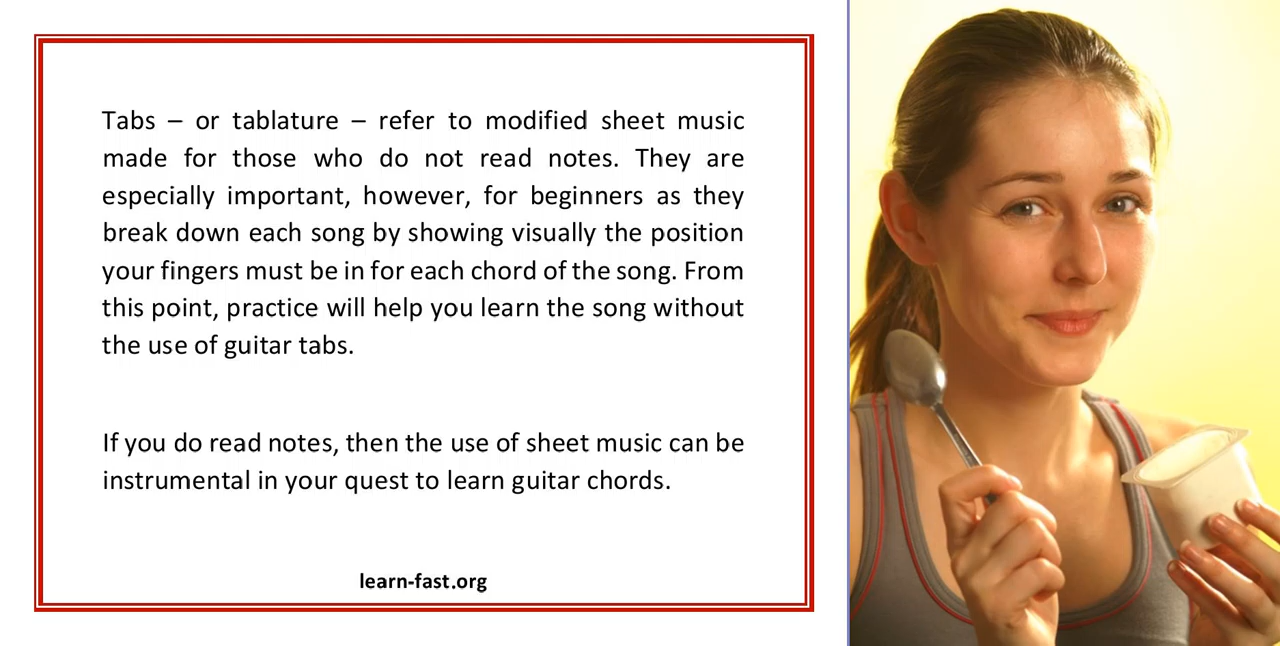 Tabs – or tablature – refer to modified sheet music
made for those who do not read notes. They are
especially important, however, for beginners as they
break down each song by showing visually the position
your fingers must be in for each chord of the song. From
this point, practice will help you learn the song without
the use of guitar tabs.
If you do read notes, then the use of sheet music can be
instrumental in your quest to learn guitar chords.
learn-fast.org